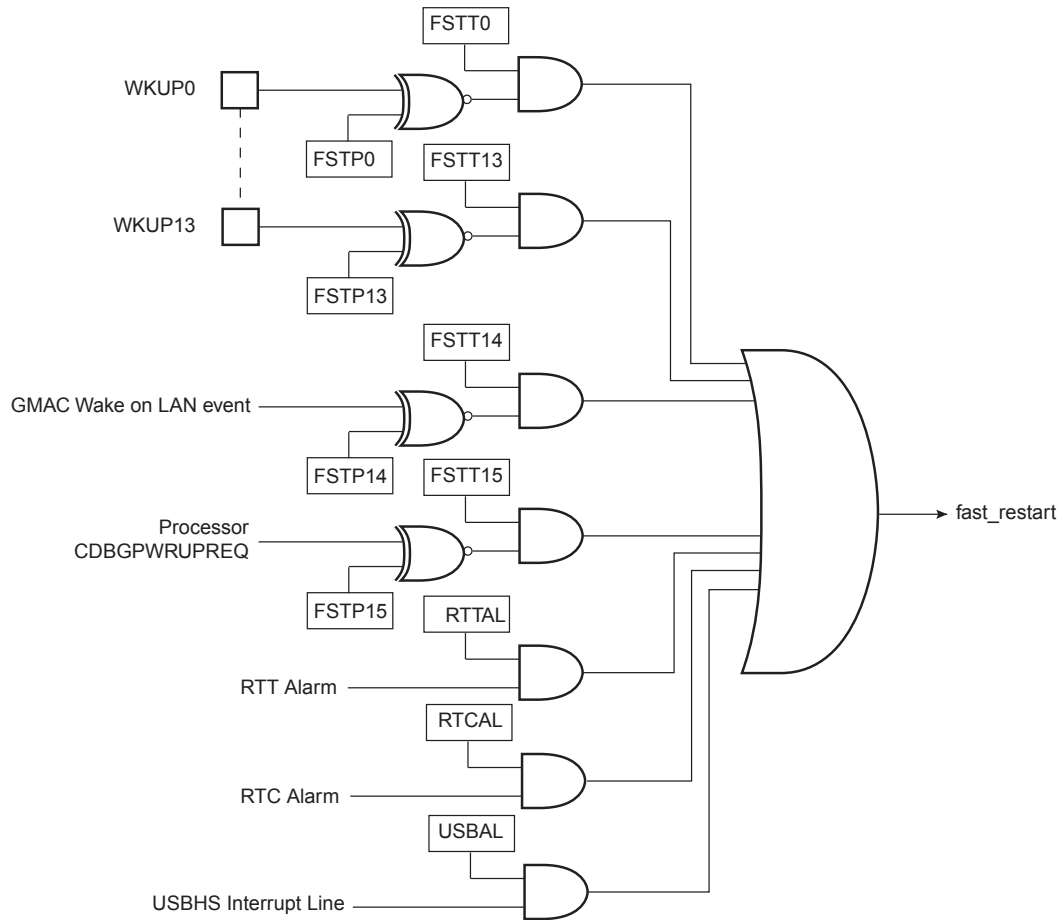 FSTT0
WKUP0
FSTP0
FSTT13
WKUP13
FSTP13
FSTT14
GMAC Wake on LAN event
FSTP14
FSTT15
fast_restart
Processor
CDBGPWRUPREQ
FSTP15
RTTAL
RTT Alarm
RTCAL
RTC Alarm
USBAL
USBHS Interrupt Line